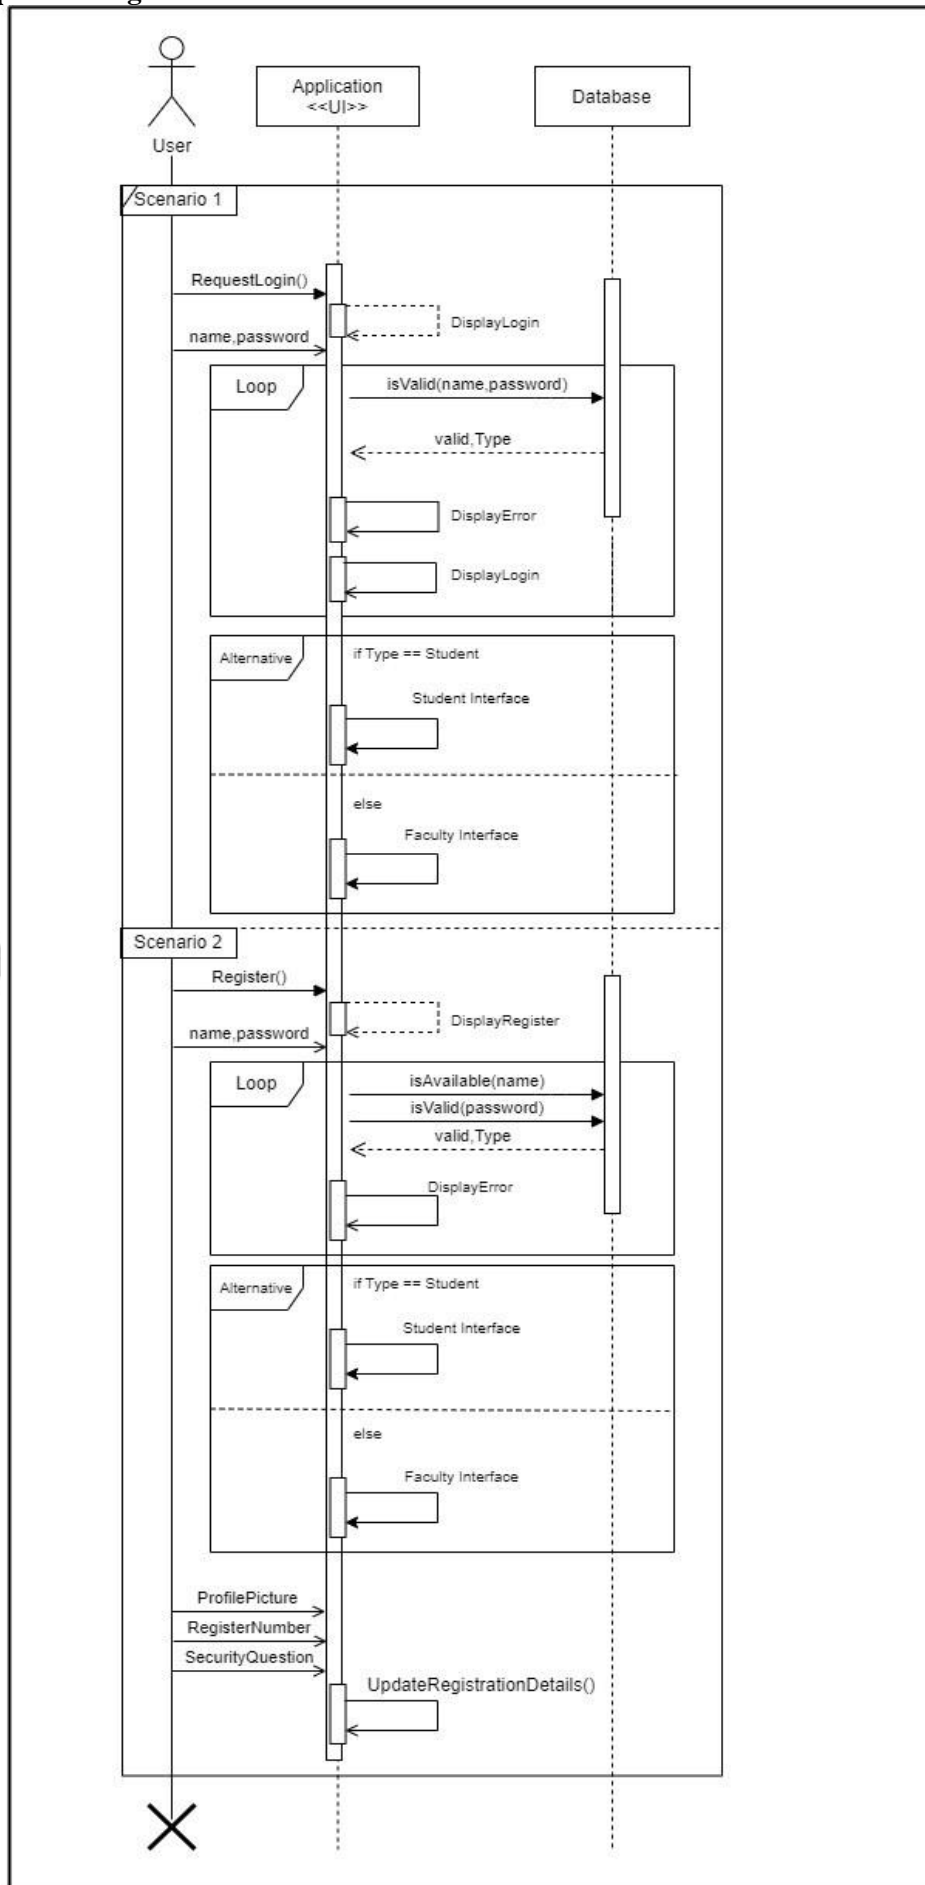 User
Application
<<UI>>
Database
Scenario 1
RequestLogin()
DisplayLogin
name,password
Loop
isValid(name,password)
valid,Type
DisplayError
DisplayLogin
Alternative
if Type == Student
Student Interface
else
Faculty Interface
Scenario 2
Register()
DisplayRegister
name,password
Loop
isAvailable(name)
isValid(password)
valid,Type
DisplayError
Alternative
if Type == Student
Student Interface
else
Faculty Interface
ProfilePicture
RegisterNumber
SecurityQuestion
UpdateRegistrationDetails()